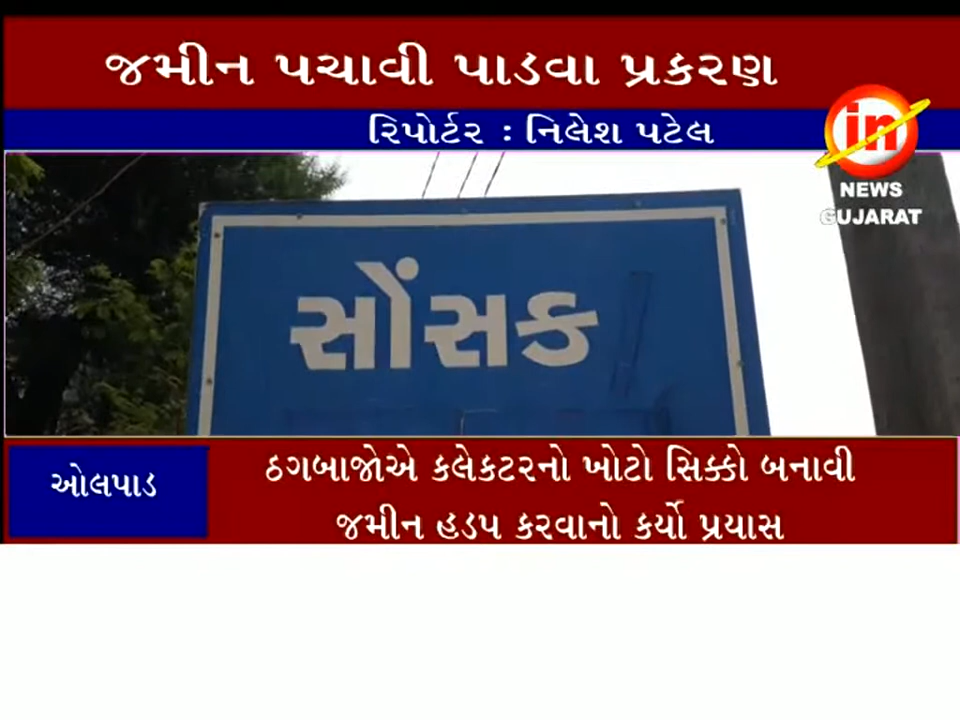 જમીન પચાવી પાડવા પ્રકરણ
રિપોર્ટર : નિલેશ પટેલ
in
NEWS
GUJARAT
સોંસક
ઓલપાડ
ઠગબાજોએ કલેકટરનો ખોટો સિક્કો બનાવી
જમીન હડપ કરવાનો કર્યો પ્રયાસ